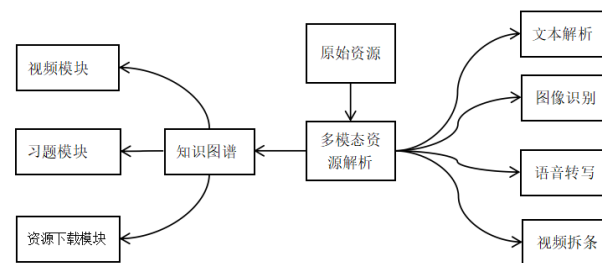 原始资源
文本解析
视频模块
图像识别
习题模块
知识图谱
多模态资
源解析
语音转写
资源下载模块
视频拆条